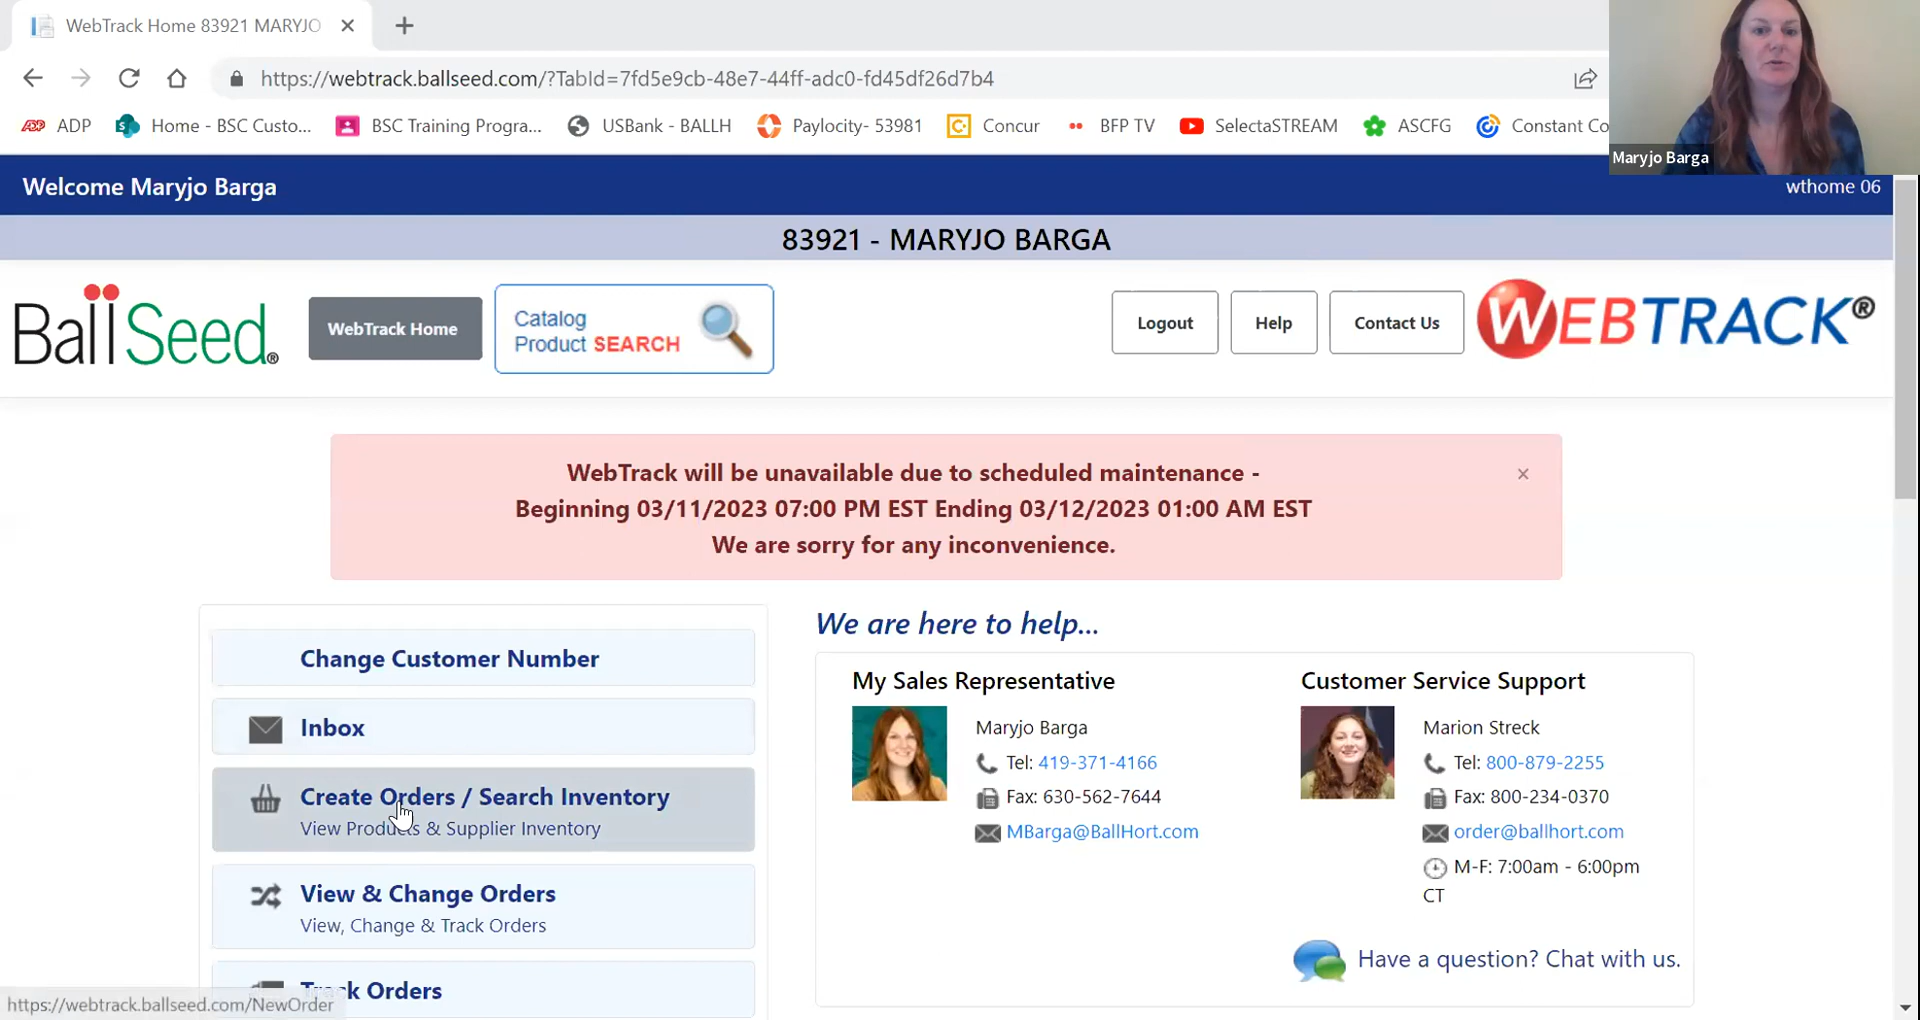 WebTrack Home 83921 MARYJO
https://webtrack.ballseed.com/?TabId=7fd5e9cb-48e7-44ff-adc0-fd45df26d7b4
ADP ADP Home - BSC Custo... BSC Training Progra... USBank - BALLH Paylocity- 53981 Concur BFP TV SelectaSTREAM ASCFG Constant Co
Maryjo Barga
Welcome Maryjo Barga wthome 06
83921 - MARYJO BARGA
Ball Seed® WebTrack Home
Catalog
Product SEARCH
Logout Help Contact Us WEBTRACK®
WebTrack will be unavailable due to scheduled maintenance -
Beginning 03/11/2023 07:00 PM EST Ending 03/12/2023 01:00 AM EST
We are sorry for any inconvenience.
Change Customer Number
Inbox
Create Orders / Search Inventory
View Products & Supplier Inventory
View & Change Orders
View, Change & Track Orders
Track Orders
https://webtrack.ballseed.com/NewOrder
We are here to help...
My Sales Representative
Maryjo Barga
Tel: 419-371-4166
Fax: 630-562-7644
MBarga@BallHort.com
Customer Service Support
Marion Streck
Tel: 800-879-2255
Fax: 800-234-0370
order@ballhort.com
M-F: 7:00am - 6:00pm
CT
Have a question? Chat with us.